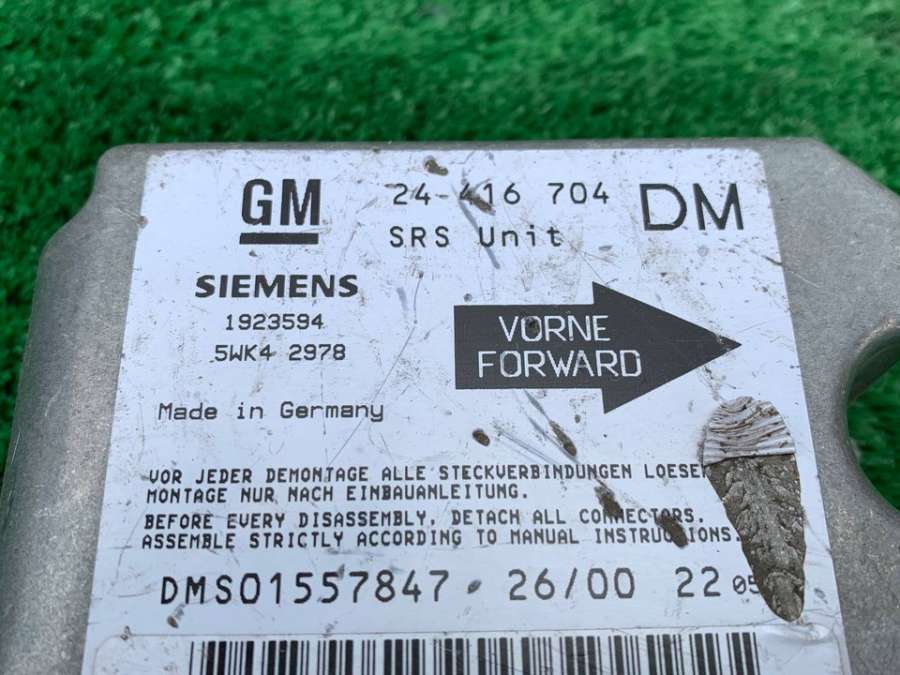 GM
24-416 704
DM
SRS Unit
SIEMENS
1923594
5WK4 2978
VORNE
FORWARD
Made in Germany
VOR JEDER DEMONTAGE ALLE STECKVERBINDUNGEN LOESEN
MONTAGE NUR NACH EINBAUANLEITUNG.
BEFORE EVERY DISASSEMBLY, DETACH ALL CONNECTORS.
ASSEMBLE STRICTLY ACCORDING TO MANUAL INSTRUCTIONS.
DMS01557847 · 26/00 22